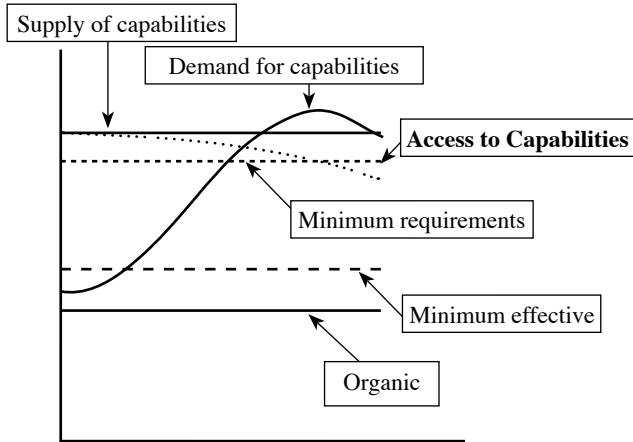 Supply of capabilities
Demand for capabilities
Access to Capabilities
Minimum requirements
Minimum effective
Organic